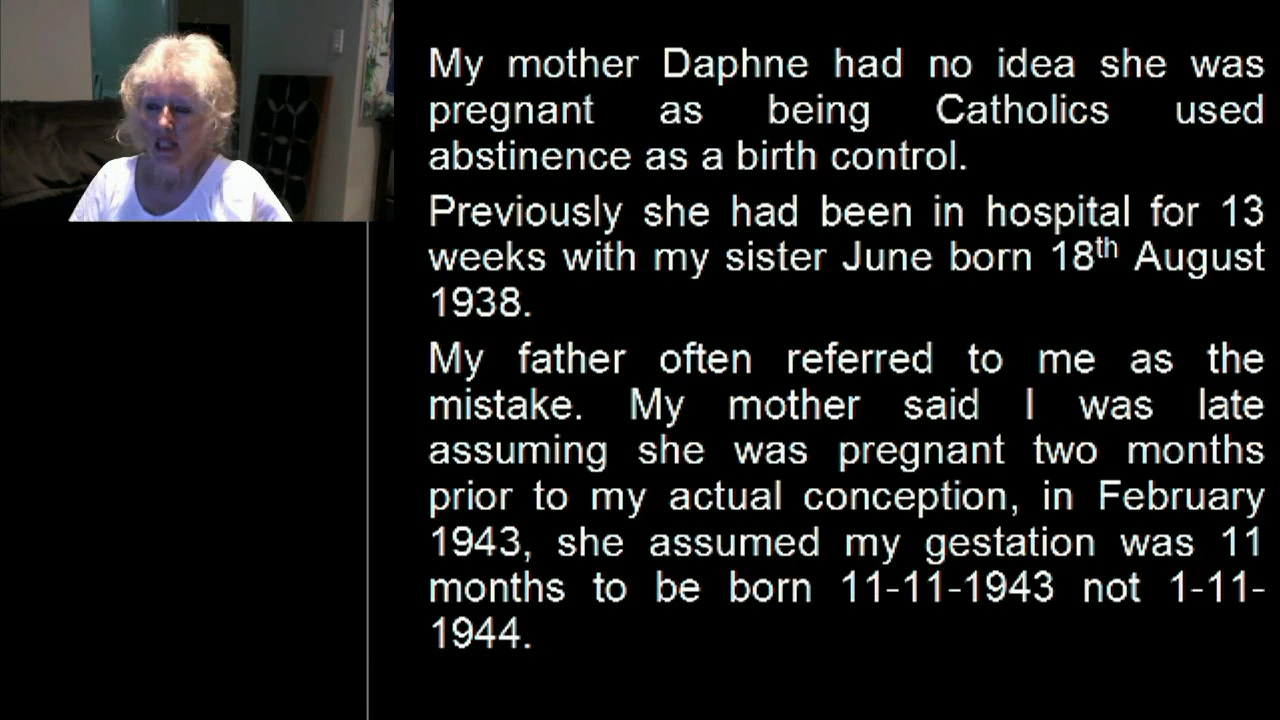 My mother Daphne had no idea she was
pregnant as being Catholics used
abstinence as a birth control.
Previously she had been in hospital for 13
weeks with my sister June born 18th August
1938.
My father often referred to me as the
mistake. My mother said I was late
assuming she was pregnant two months
prior to my actual conception, in February
1943, she assumed my gestation was 11
months to be born 11-11-1943 not 1-11-
1944.